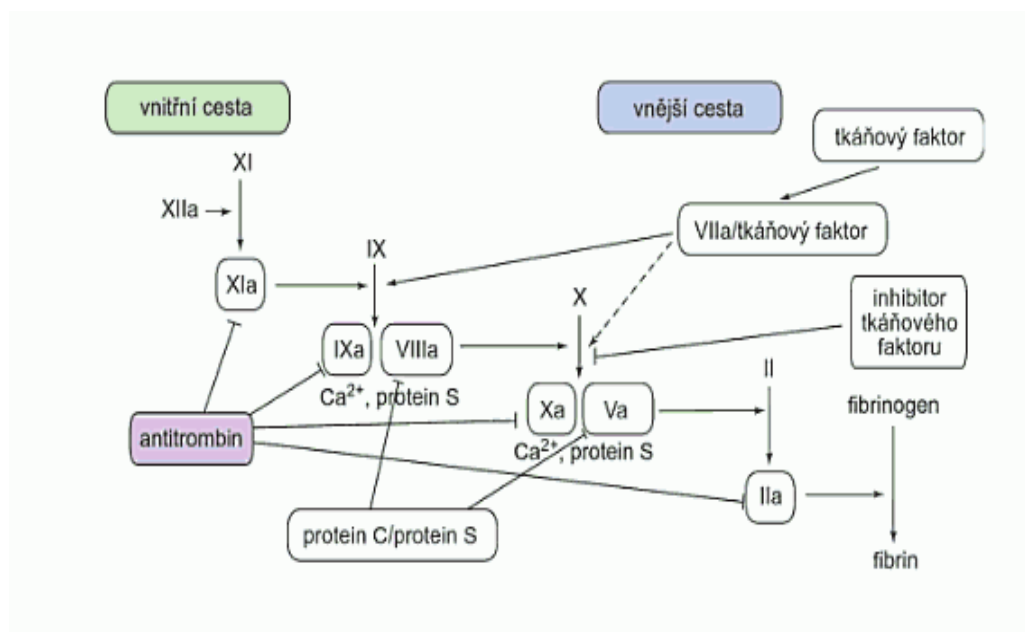 vnitřní cesta
vnější cesta
tkáňový faktor
XI
XIIa
VIIa/tkáňový faktor
IX
XIa
X
inhibitor
tkáňového
faktoru
IXa
VIIIa
Ca²⁺, protein S
II
Xa
Va
fibrinogen
antitrombin
Ca²⁺, protein S
IIa
protein C/protein S
fibrin